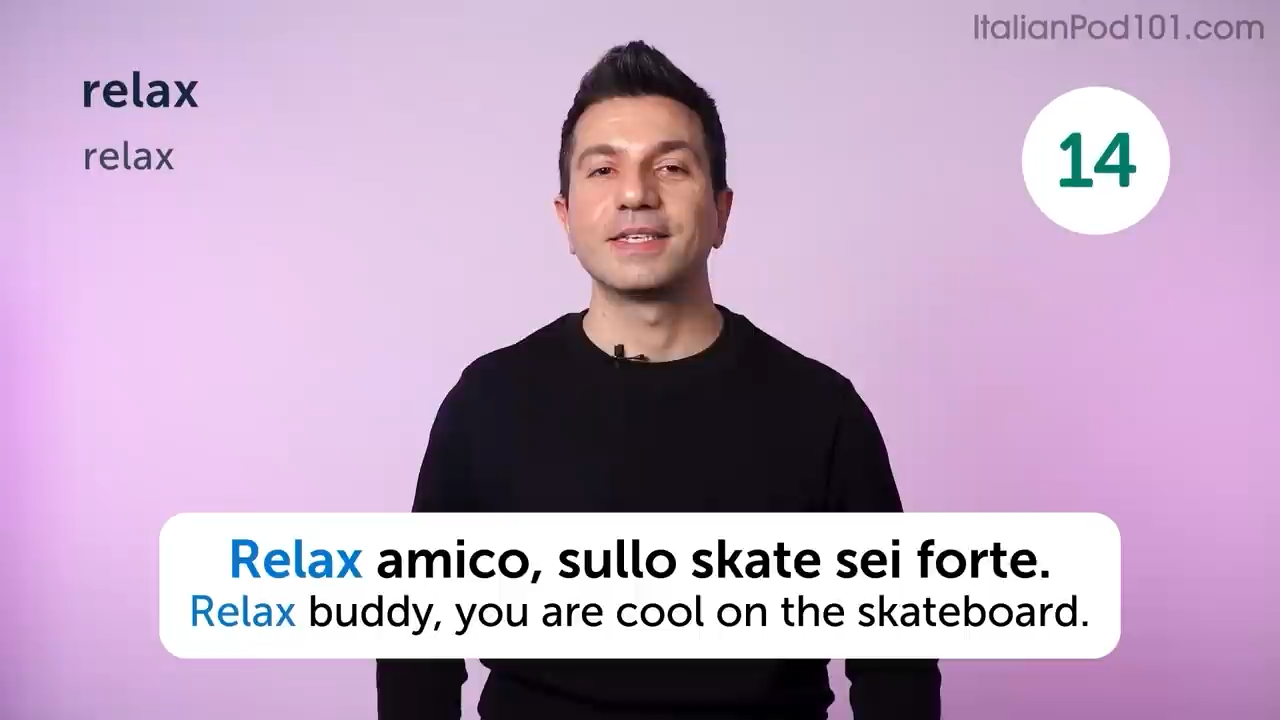 ItalianPod101.com
relax
relax
14
Relax amico, sullo skate sei forte.
Relax buddy, you are cool on the skateboard.